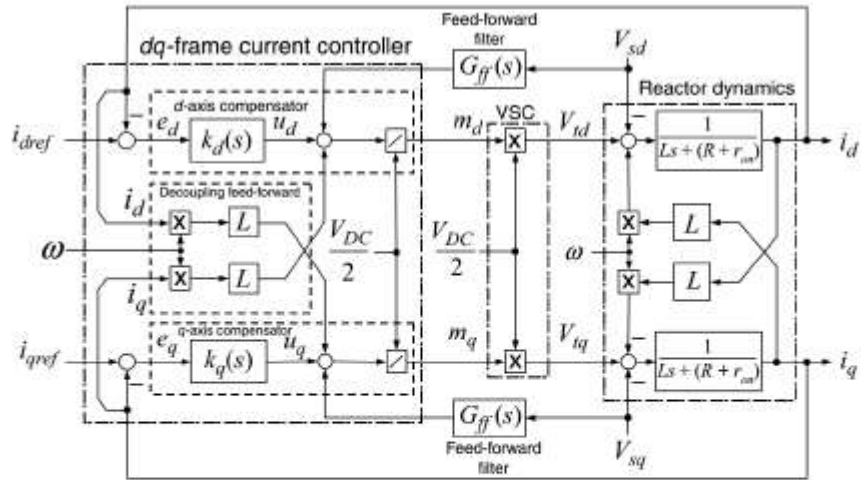 Feed-forward
filter
V_sd
dq-frame current controller
G_ff(s)
Reactor dynamics
d-axis compensator
VSC
i_dref
−
e_d
k_d(s)
u_d
m_d
X
V_td
−
1
Ls + (R + r_on)
i_d
Decoupling feed-forward
i_d
X
L
X
L
ω
V_DC
2
V_DC
2
ω
i_q
X
L
X
L
q-axis compensator
i_qref
−
e_q
k_q(s)
u_q
m_q
X
V_tq
−
−
1
Ls + (R + r_on)
i_q
G_ff(s)
Feed-forward
filter
V_sq